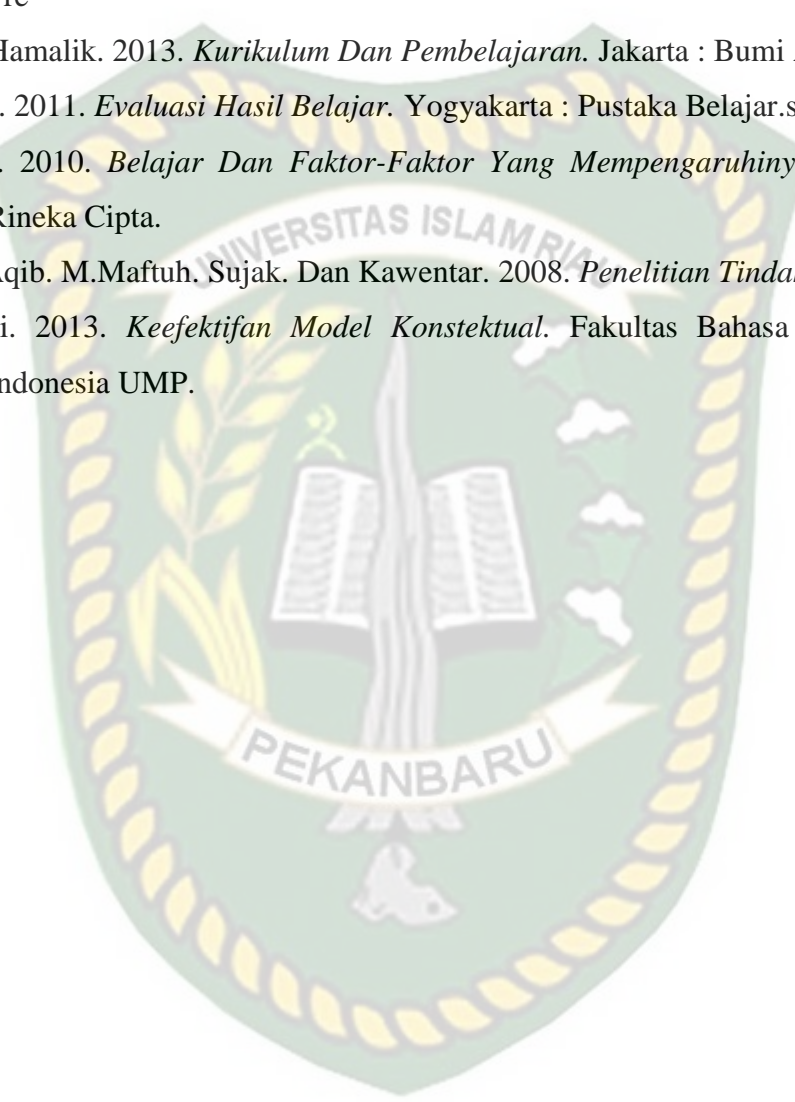 Hamalik. 2013. Kurikulum Dan Pembelajaran. Jakarta : Bumi
. 2011. Evaluasi Hasil Belajar. Yogyakarta : Pustaka Belajar.s
. 2010. Belajar Dan Faktor-Faktor Yang Mempengaruhiny
Rineka Cipta.
Aqib. M.Maftuh. Sujak. Dan Kawentar. 2008. Penelitian Tinda
i. 2013. Keefektifan Model Konstektual. Fakultas Bahasa
ndonesia UMP.
UNIVERSITAS ISLAM RIAU
PEKANBARU